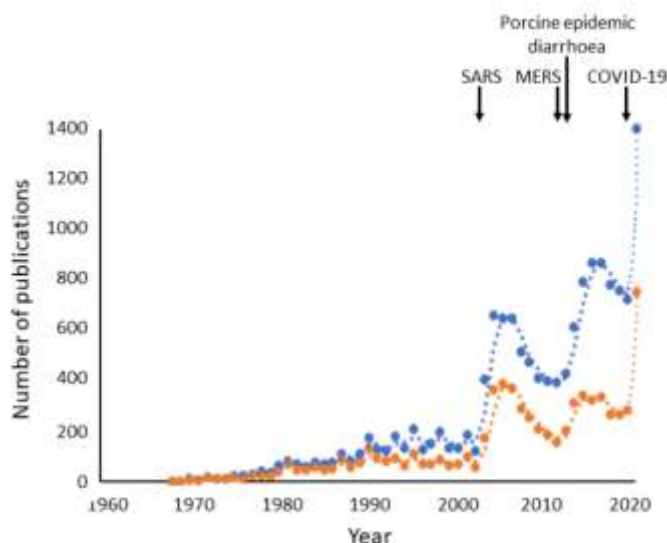 Porcine epidemic
diarrhoea
SARS MERS COVID-19
1400
1200
1000
800
600
400
200
0
Number of publications
1960 1970 1980 1990 2000 2010 2020
Year